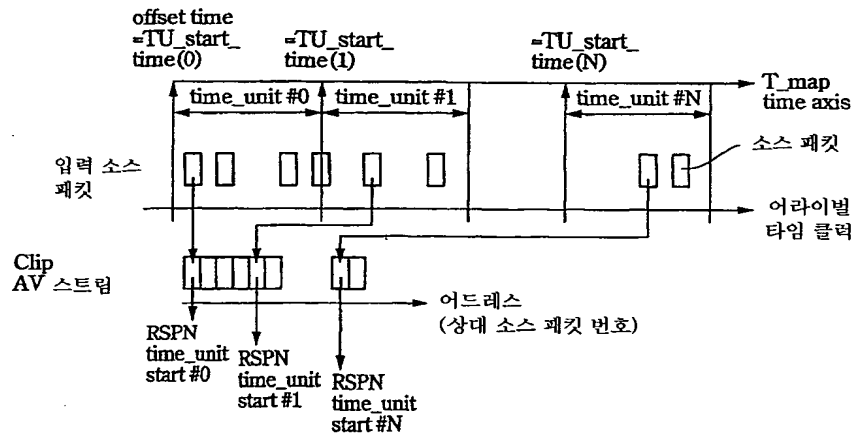 offset time
=TU_start_
time(0)
=TU_start_
time(1)
=TU_start_
time(N)
T_map
time axis
time_unit #0
time_unit #1
time_unit #N
입력 소스
패킷
소스 패킷
어라이벌
타임 클럭
Clip
AV 스트림
어드레스
(상대 소스 패킷 번호)
RSPN
time_unit
start #0
RSPN
time_unit
start #1
RSPN
time_unit
start #N